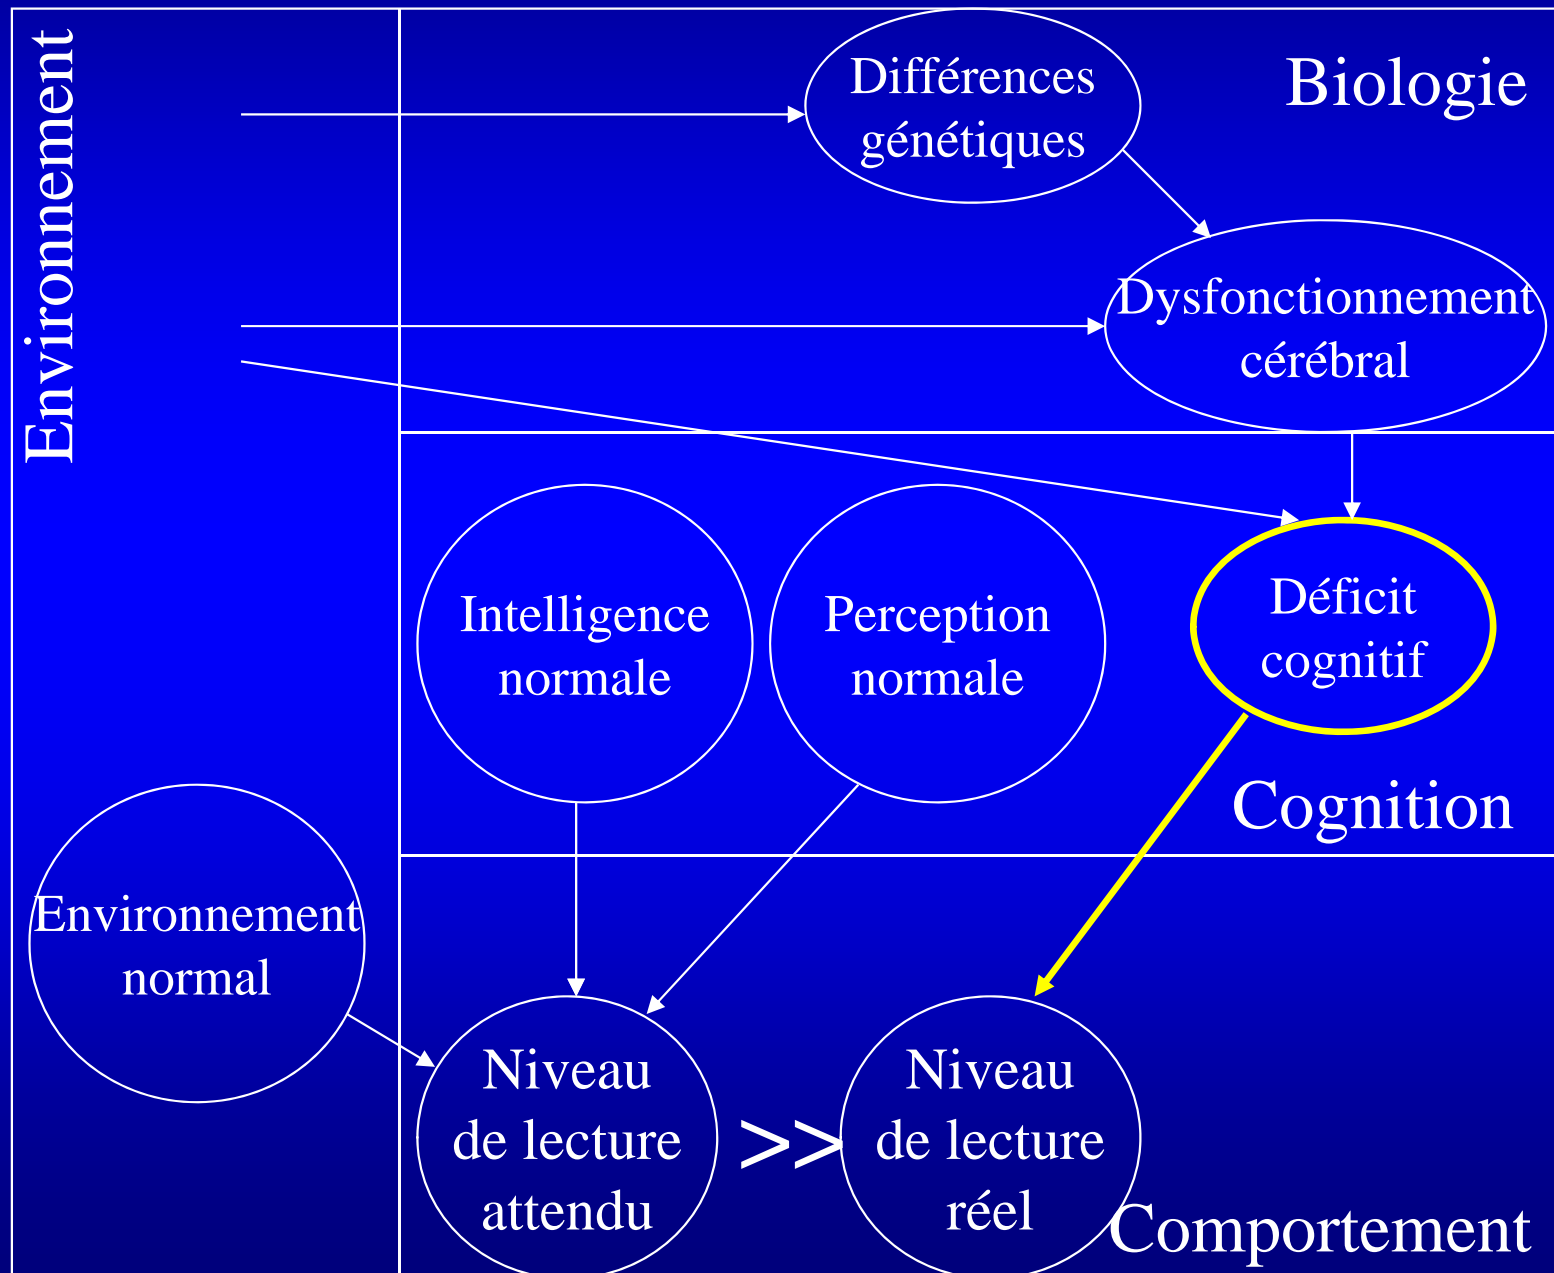 Environnement
Différences
génétiques
Biologie
Dysfonctionnement
cérébral
Intelligence
normale
Perception
normale
Déficit
cognitif
Cognition
Environnement
normal
Niveau
de lecture
attendu
>>
Niveau
de lecture
réel
Comportement